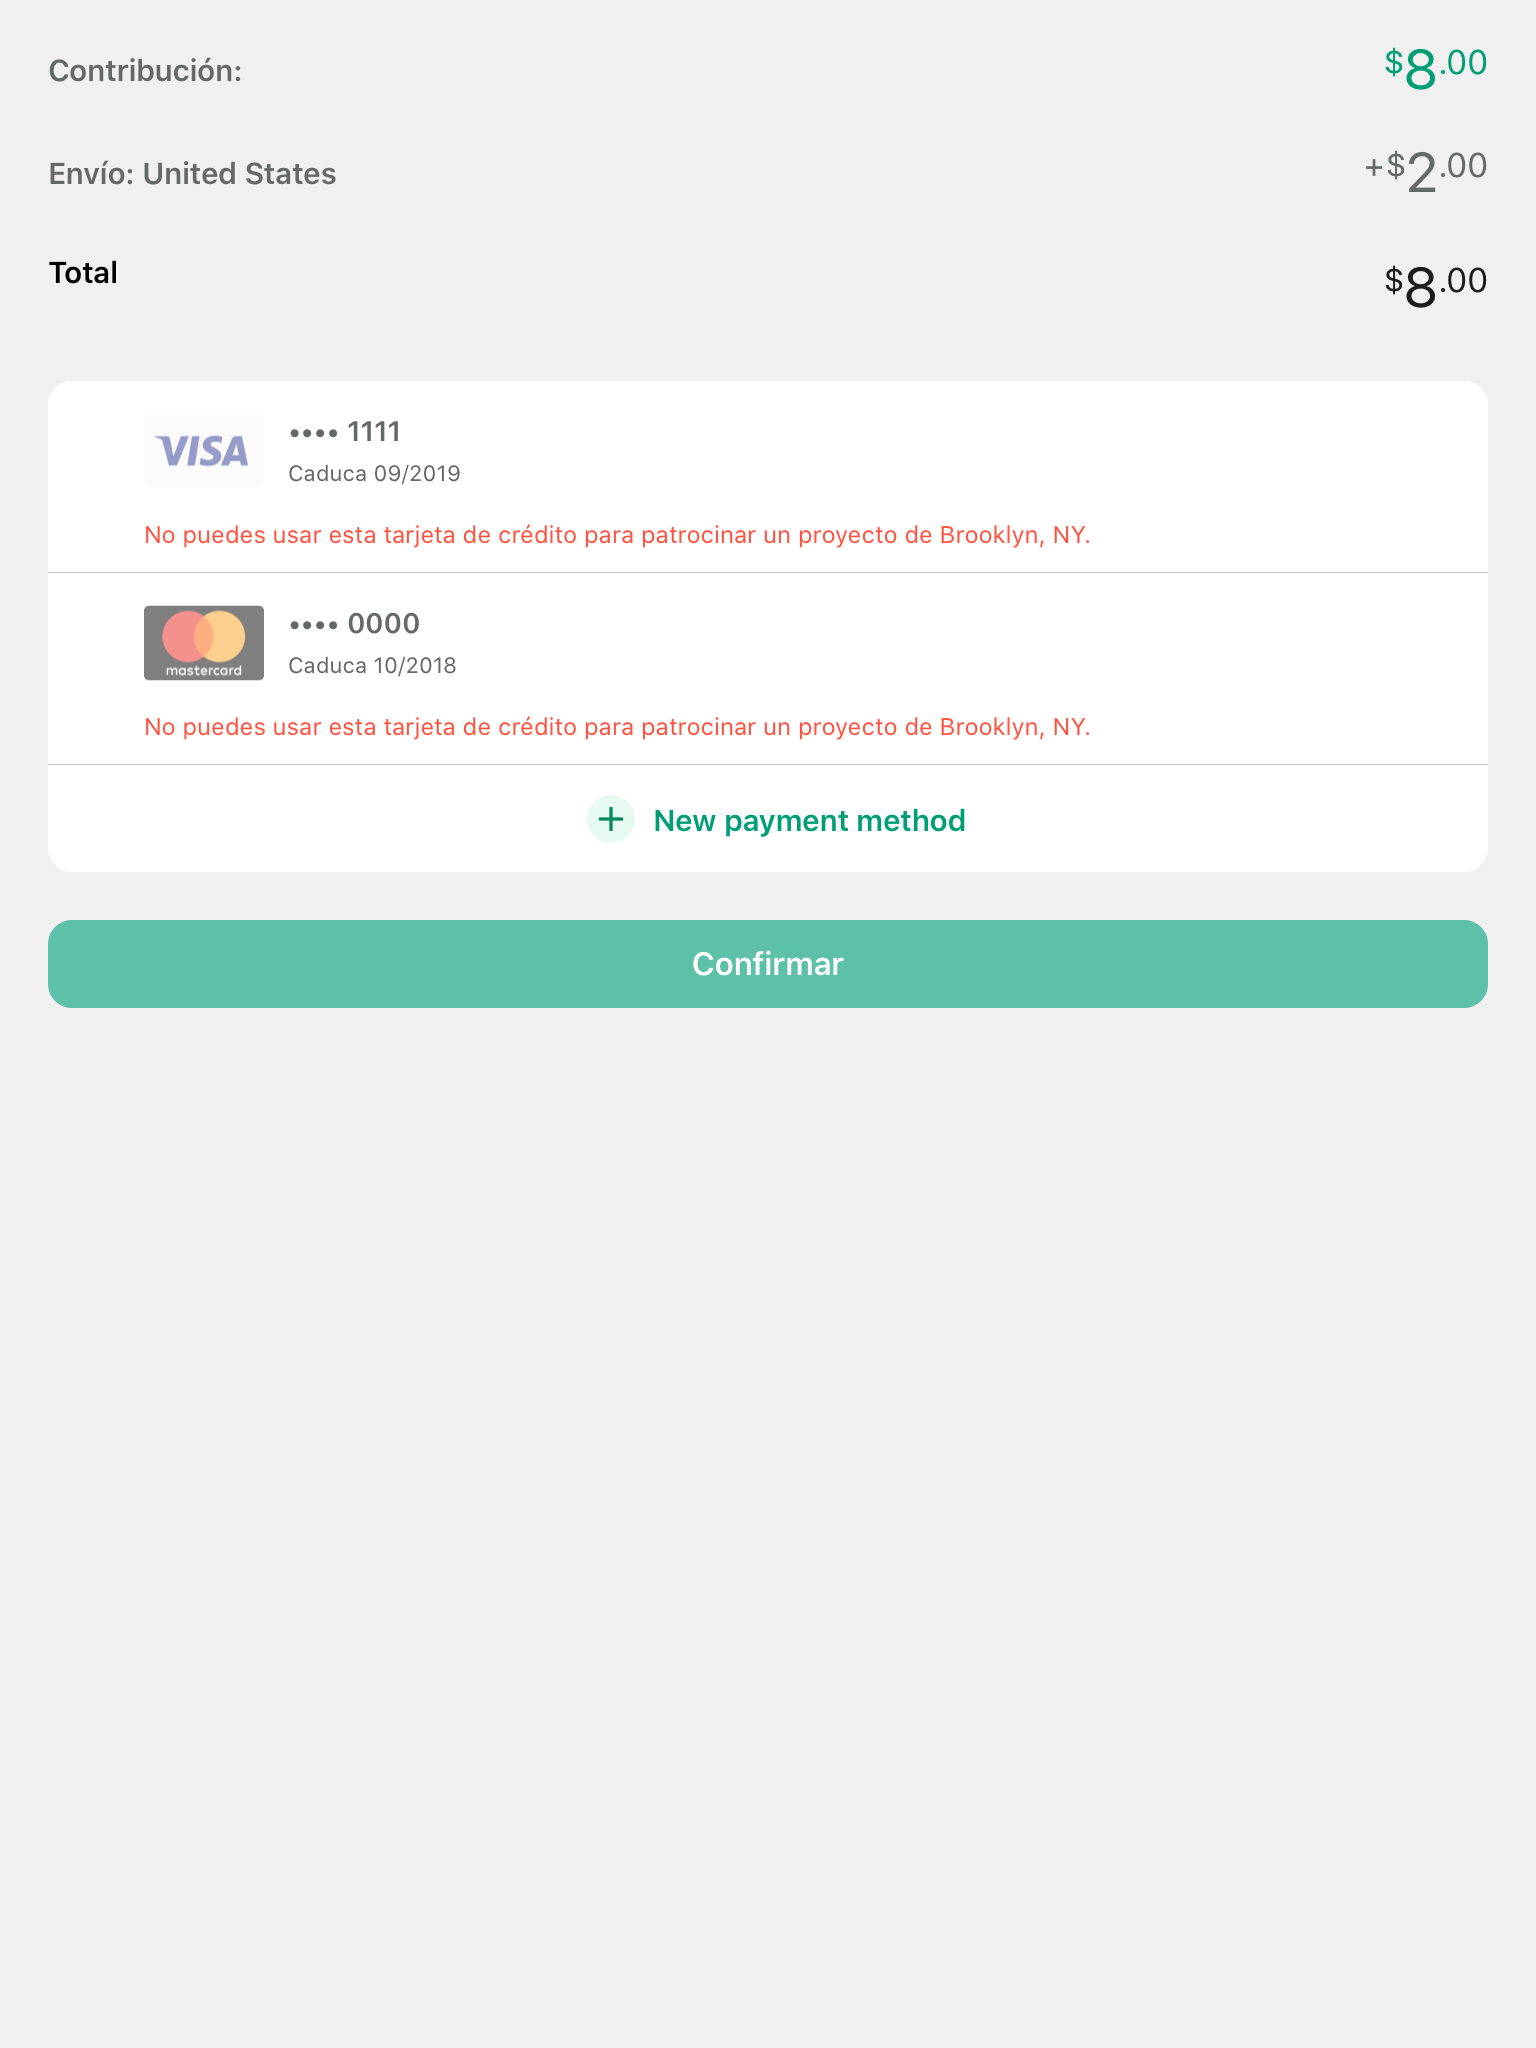 Contribución:
$8.00
Envío: United States
+$2.00
Total
$8.00
VISA
•••• 1111
Caduca 09/2019
No puedes usar esta tarjeta de crédito para patrocinar un proyecto de Brooklyn, NY.
mastercard
•••• 0000
Caduca 10/2018
No puedes usar esta tarjeta de crédito para patrocinar un proyecto de Brooklyn, NY.
New payment method
Confirmar